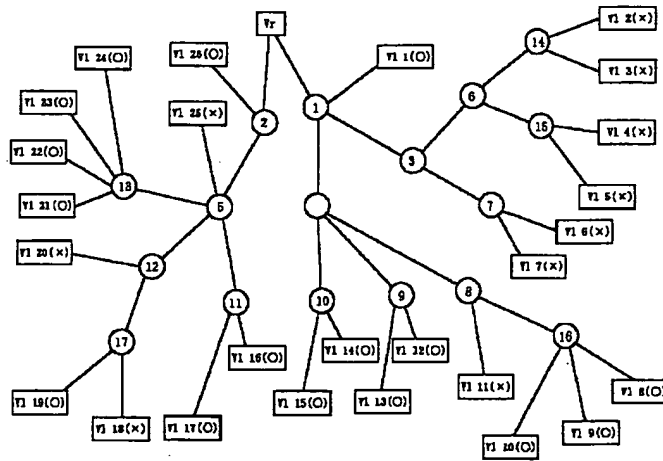 Vr
V1 2(×)
V1 24(○)
V1 26(○)
V1 1(○)
14
V1 3(×)
V1 23(○)
V1 25(×)
1
6
2
15
V1 4(×)
V1 22(○)
3
13
5
V1 5(×)
V1 21(○)
7
V1 6(×)
V1 20(×)
12
V1 7(×)
11
10
9
8
17
16
V1 16(○)
V1 14(○)
V1 12(○)
V1 19(○)
V1 15(○)
V1 13(○)
V1 11(×)
V1 8(○)
V1 18(×)
V1 17(○)
V1 10(○)
V1 9(○)